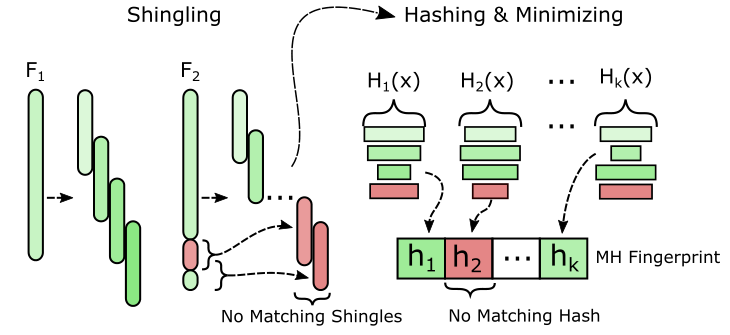 Shingling
Hashing & Minimizing
F₁
F₂
H₁(x)
H₂(x)
...
Hₖ(x)
...
...
h₁
h₂
...
hₖ
MH Fingerprint
No Matching Shingles
No Matching Hash